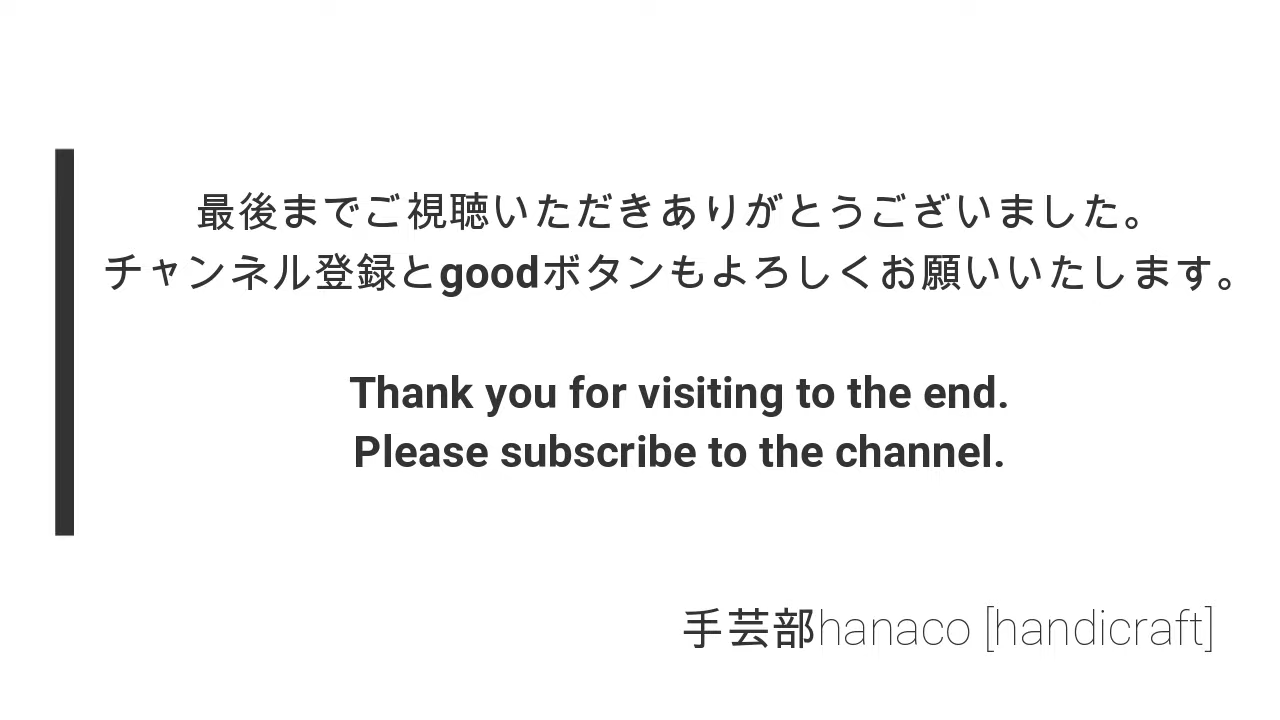 最後までご視聴いただきありがとうございました。
チャンネル登録とgoodボタンもよろしくお願いいたします。
Thank you for visiting to the end.
Please subscribe to the channel.
手芸部hanaco [handicraft]